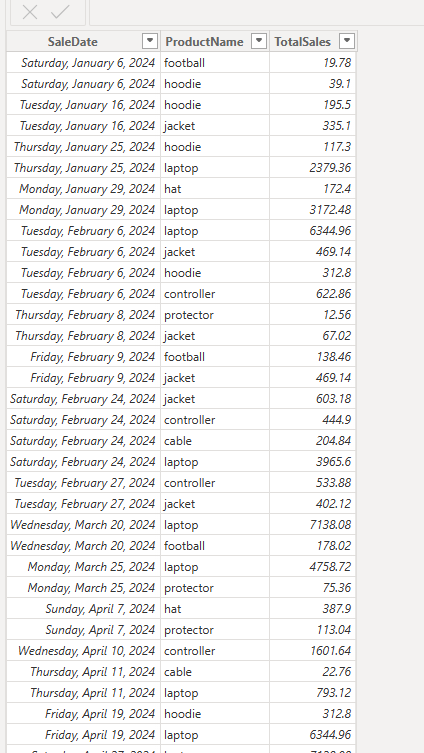 SaleDate ProductName TotalSales
Saturday, January 6, 2024 football 19.78
Saturday, January 6, 2024 hoodie 39.1
Tuesday, January 16, 2024 hoodie 195.5
Tuesday, January 16, 2024 jacket 335.1
Thursday, January 25, 2024 hoodie 117.3
Thursday, January 25, 2024 laptop 2379.36
Monday, January 29, 2024 hat 172.4
Monday, January 29, 2024 laptop 3172.48
Tuesday, February 6, 2024 laptop 6344.96
Tuesday, February 6, 2024 jacket 469.14
Tuesday, February 6, 2024 hoodie 312.8
Tuesday, February 6, 2024 controller 622.86
Thursday, February 8, 2024 protector 12.56
Thursday, February 8, 2024 jacket 67.02
Friday, February 9, 2024 football 138.46
Friday, February 9, 2024 jacket 469.14
Saturday, February 24, 2024 jacket 603.18
Saturday, February 24, 2024 controller 444.9
Saturday, February 24, 2024 cable 204.84
Saturday, February 24, 2024 laptop 3965.6
Tuesday, February 27, 2024 controller 533.88
Tuesday, February 27, 2024 jacket 402.12
Wednesday, March 20, 2024 laptop 7138.08
Wednesday, March 20, 2024 football 178.02
Monday, March 25, 2024 laptop 4758.72
Monday, March 25, 2024 protector 75.36
Sunday, April 7, 2024 hat 387.9
Sunday, April 7, 2024 protector 113.04
Wednesday, April 10, 2024 controller 1601.64
Thursday, April 11, 2024 cable 22.76
Thursday, April 11, 2024 laptop 793.12
Friday, April 19, 2024 hoodie 312.8
Friday, April 19, 2024 laptop 6344.96